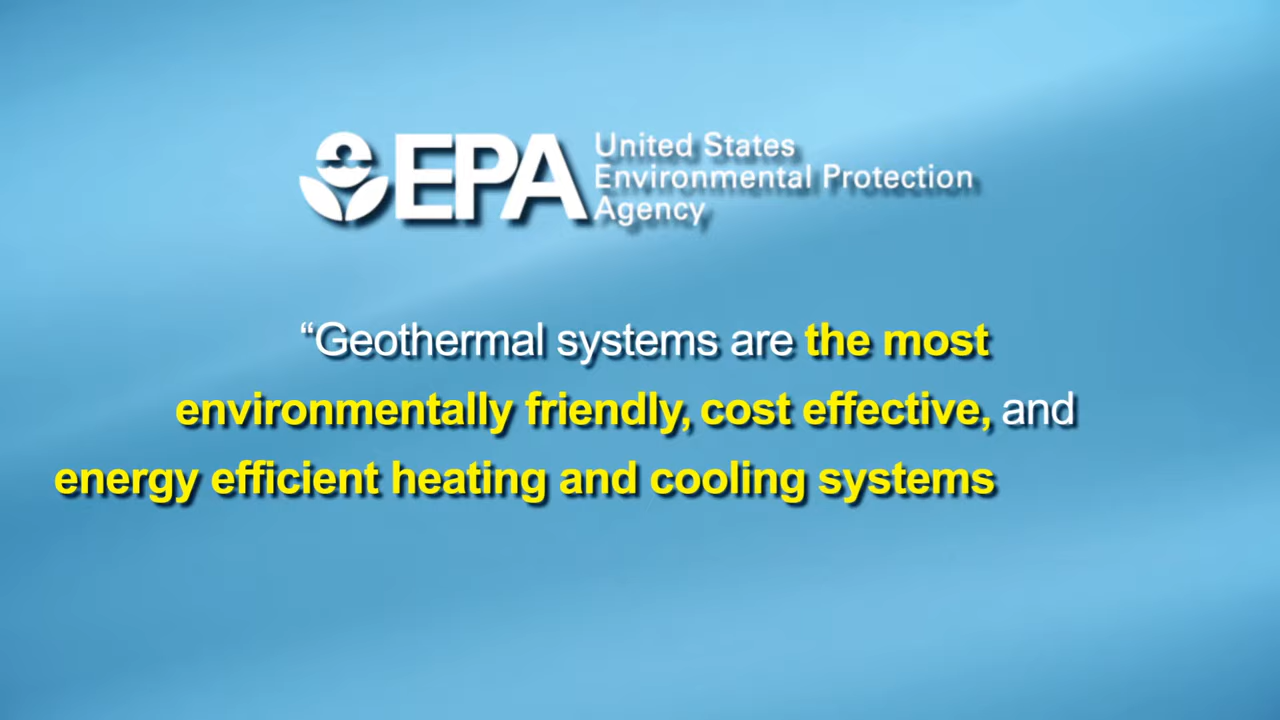 EPA
United States
Environmental Protection
Agency
“Geothermal systems are the most
environmentally friendly, cost effective, and
energy efficient heating and cooling systems